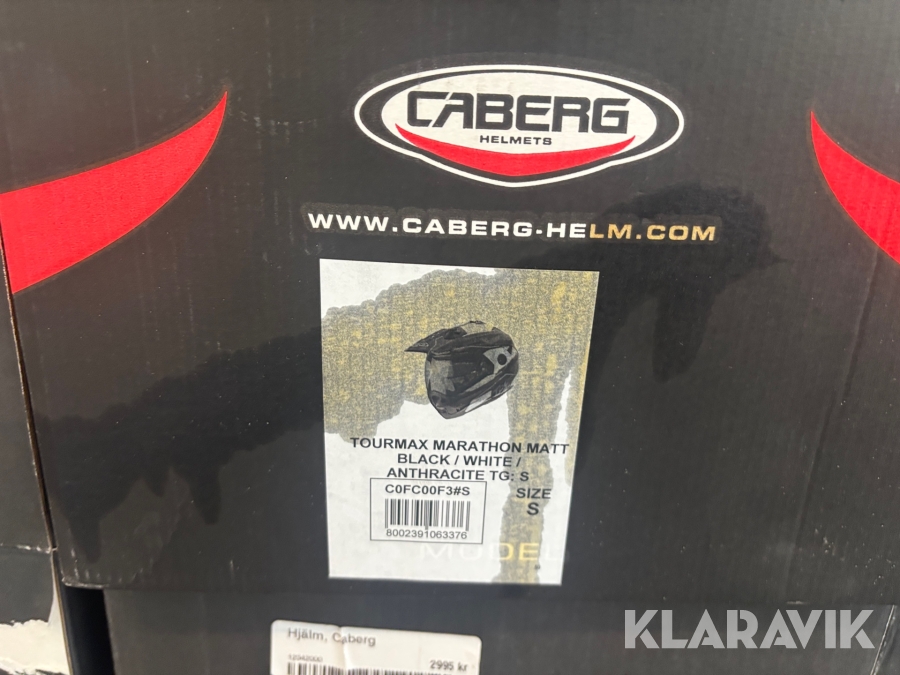 CABERG
HELMETS
WWW.CABERG-HELM.COM
TOURMAX MARATHON MATT
BLACK / WHITE /
ANTHRACITE TG: S
C0FC00F3#S
SIZE
S
8002391063376
MODEL
Hjälm, Caberg
2995 kr
KLARAVIK